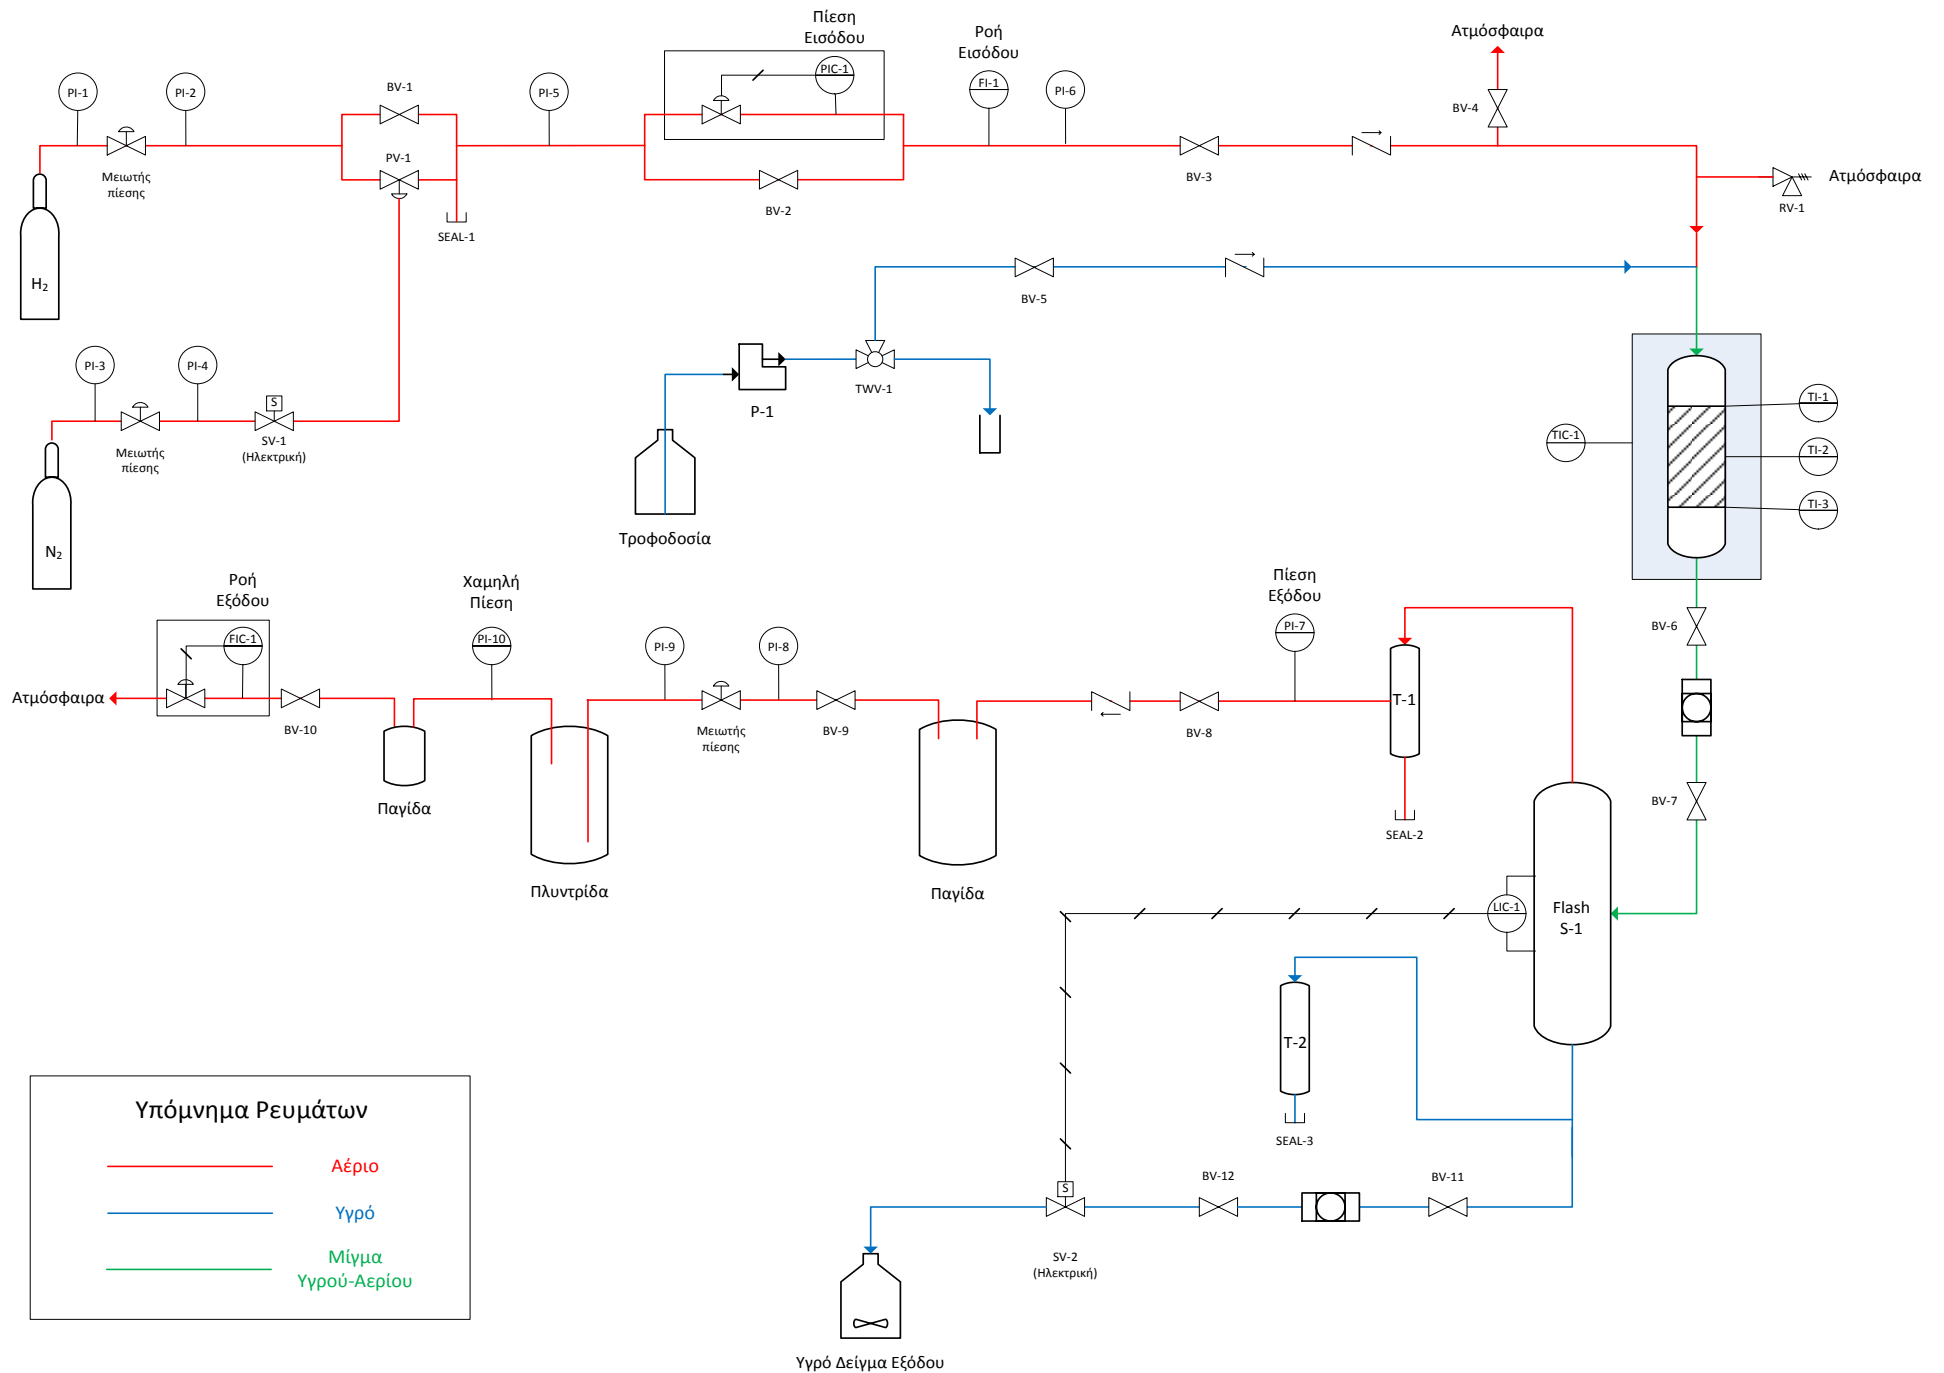 Πίεση
Εισόδου
Ροή
Εισόδου
Ατμόσφαιρα
PI-1
PI-2
BV-1
PI-5
PIC-1
FI-1
PI-6
BV-4
PV-1
Μειωτής
πίεσης
BV-3
Ατμόσφαιρα
RV-1
BV-2
SEAL-1
H₂
BV-5
PI-3
PI-4
S
SV-1
(Ηλεκτρική)
Μειωτής
πίεσης
TWV-1
P-1
TI-1
TIC-1
TI-2
TI-3
N₂
Τροφοδοσία
Ροή
Εξόδου
Χαμηλή
Πίεση
Πίεση
Εξόδου
FIC-1
PI-10
PI-9
PI-8
PI-7
BV-6
Ατμόσφαιρα
T-1
BV-10
Μειωτής
πίεσης
BV-9
BV-8
BV-7
Παγίδα
SEAL-2
Πλυντρίδα
Παγίδα
LIC-1
Flash
S-1
T-2
SEAL-3
Υπόμνημα Ρευμάτων
Αέριο
Υγρό
Μίγμα
Υγρού-Αερίου
BV-12
BV-11
S
SV-2
(Ηλεκτρική)
Υγρό Δείγμα Εξόδου